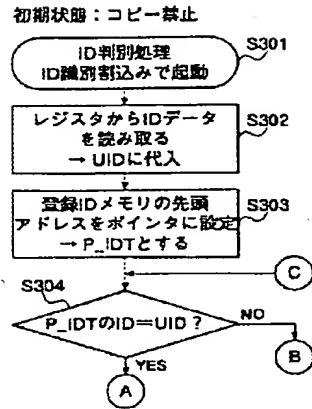 初期状態：コピー禁止
S301
ID判別処理
ID識別割込みで起動
S302
レジスタからIDデータ
を読み取る
→ UIDに代入
S303
登録IDメモリの先頭
アドレスをポインタに設定
→ P_IDTとする
C
S304
P_IDTのID=UID？
NO
B
YES
A